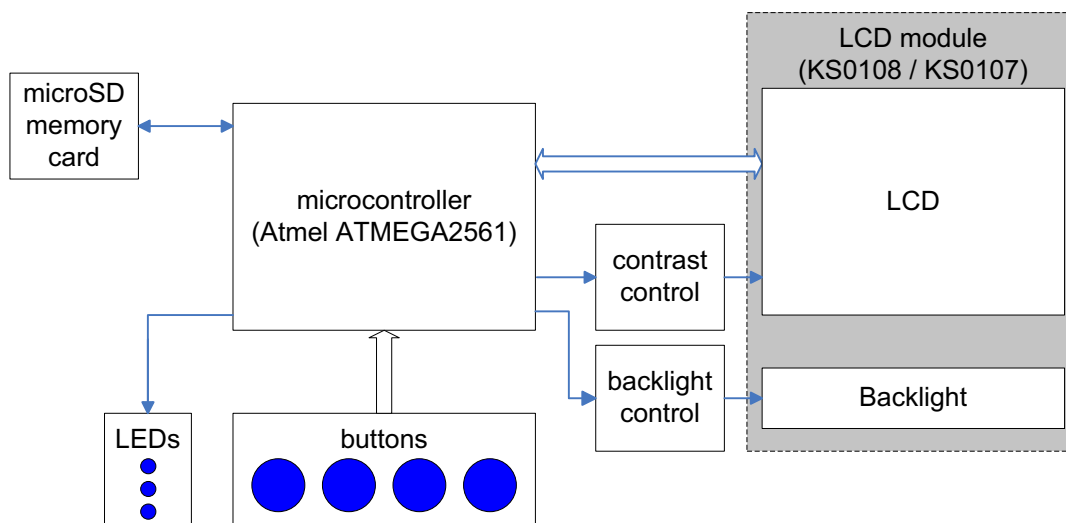 LCD module
(KS0108 / KS0107)
microSD
memory
card
microcontroller
(Atmel ATMEGA2561)
LCD
contrast
control
backlight
control
Backlight
LEDs
buttons